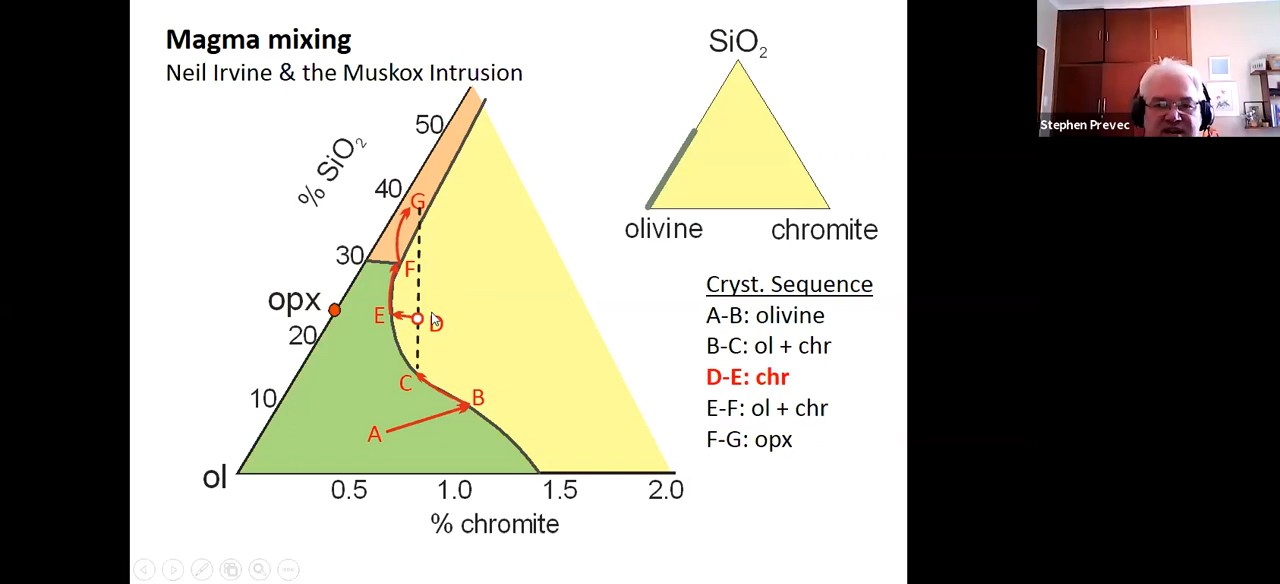 Magma mixing
Neil Irvine & the Muskox Intrusion
SiO2
Stephen Prevec
% SiO2
50
40
30
20
10
G
F
opx
E
D
C
B
A
ol
0.5
1.0
1.5
2.0
% chromite
olivine
chromite
Cryst. Sequence
A-B: olivine
B-C: ol + chr
D-E: chr
E-F: ol + chr
F-G: opx